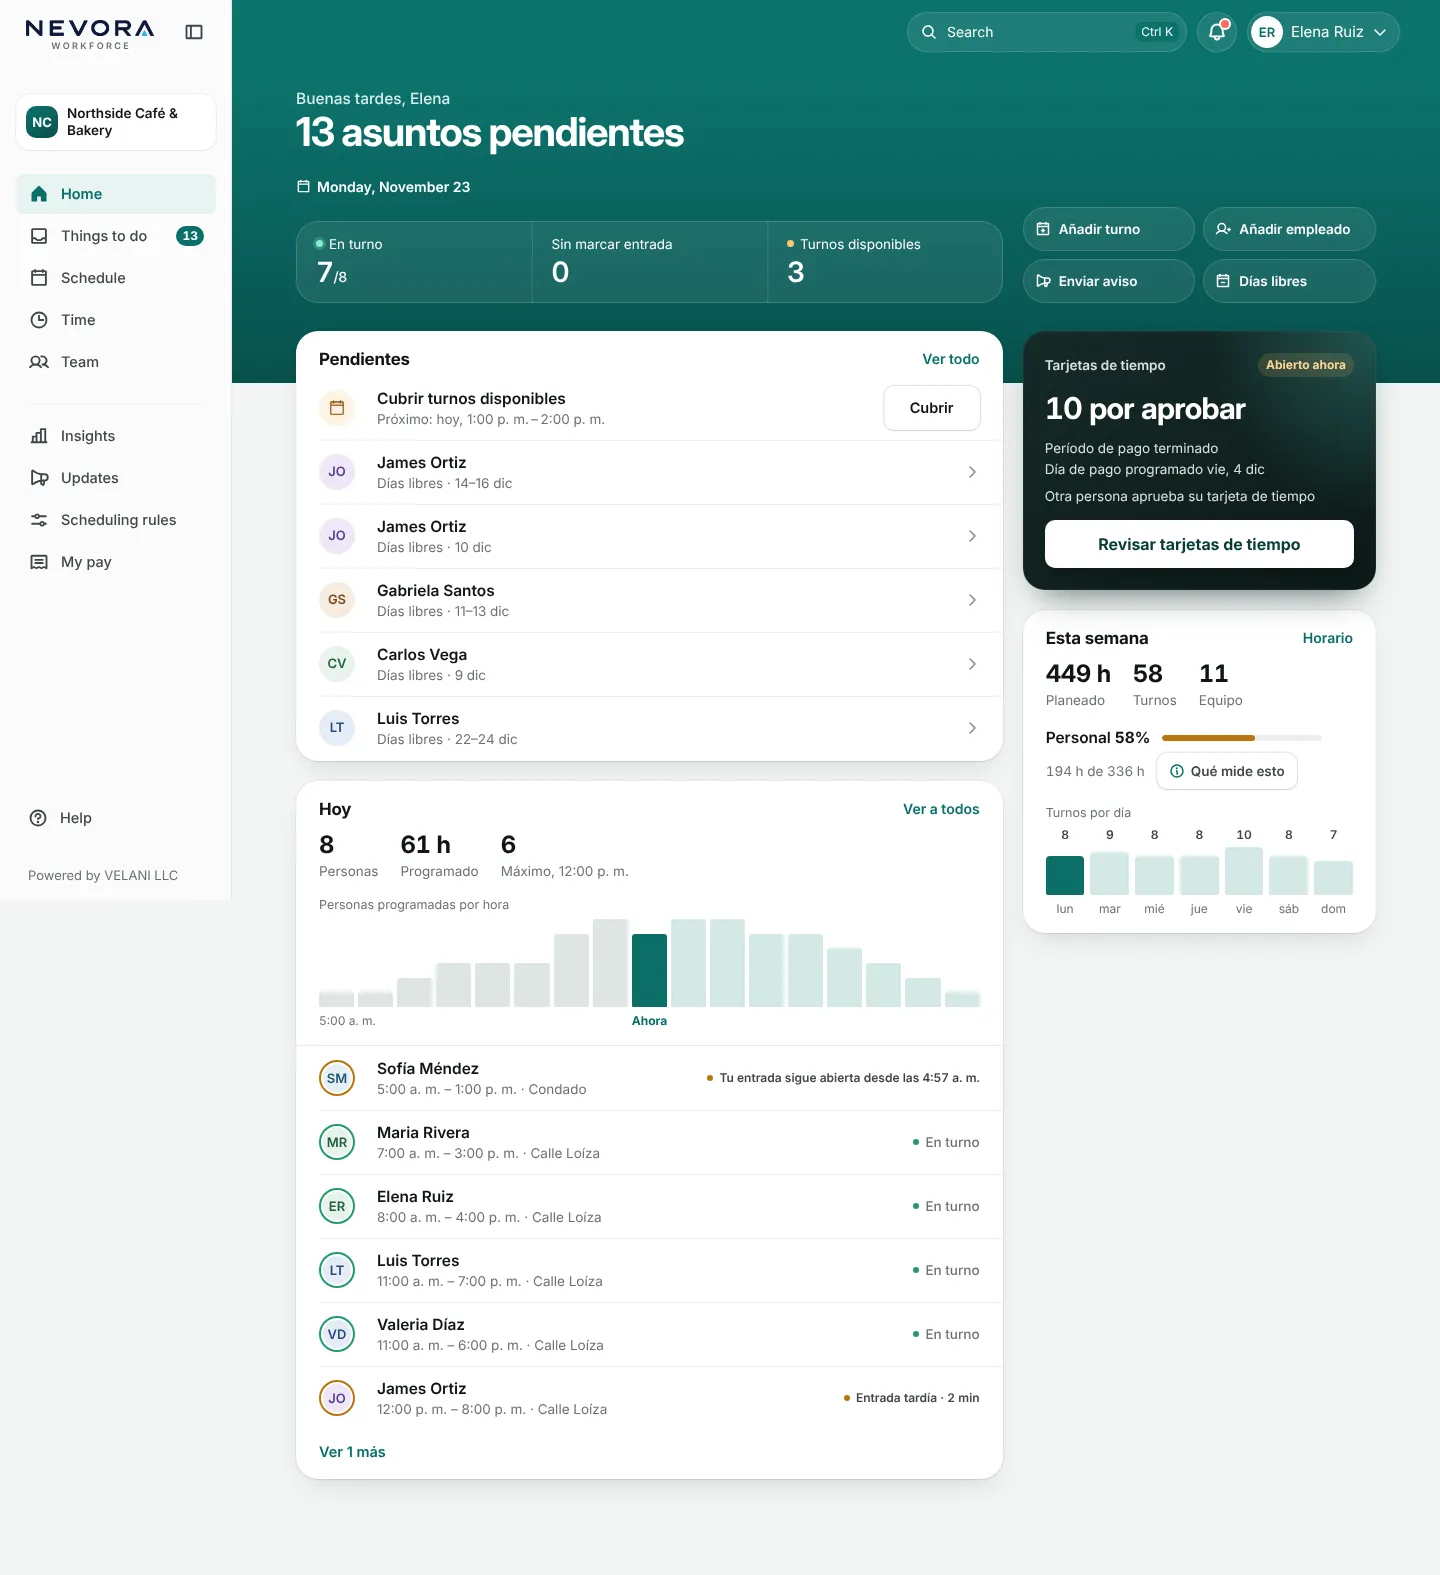 NEVORA
WORKFORCE
Northside Café &
Bakery
NC
Home
Things to do 13
Schedule
Time
Team
Insights
Updates
Scheduling rules
My pay
Help
Powered by VELANI LLC
Search Ctrl K
ER Elena Ruiz
Buenas tardes, Elena
13 asuntos pendientes
Monday, November 23
En turno
7/8
Sin marcar entrada
0
Turnos disponibles
3
Añadir turno
Añadir empleado
Enviar aviso
Días libres
Pendientes Ver todo
Cubrir turnos disponibles
Próximo: hoy, 1:00 p. m. – 2:00 p. m.
Cubrir
JO
James Ortiz
Días libres · 14–16 dic
JO
James Ortiz
Días libres · 10 dic
GS
Gabriela Santos
Días libres · 11–13 dic
CV
Carlos Vega
Días libres · 9 dic
LT
Luis Torres
Días libres · 22–24 dic
Hoy Ver a todos
8 61 h 6
Personas Programado Máximo, 12:00 p. m.
Personas programadas por hora
5:00 a. m. Ahora
SM
Sofía Méndez
5:00 a. m. – 1:00 p. m. · Condado
Tu entrada sigue abierta desde las 4:57 a. m.
MR
Maria Rivera
7:00 a. m. – 3:00 p. m. · Calle Loíza
En turno
ER
Elena Ruiz
8:00 a. m. – 4:00 p. m. · Calle Loíza
En turno
LT
Luis Torres
11:00 a. m. – 7:00 p. m. · Calle Loíza
En turno
VD
Valeria Díaz
11:00 a. m. – 6:00 p. m. · Calle Loíza
En turno
JO
James Ortiz
12:00 p. m. – 8:00 p. m. · Calle Loíza
Entrada tardía · 2 min
Ver 1 más
Tarjetas de tiempo Abierto ahora
10 por aprobar
Período de pago terminado
Día de pago programado vie, 4 dic
Otra persona aprueba su tarjeta de tiempo
Revisar tarjetas de tiempo
Esta semana Horario
449 h 58 11
Planeado Turnos Equipo
Personal 58%
194 h de 336 h Qué mide esto
Turnos por día
8 9 8 8 10 8 7
lun mar mié jue vie sáb dom